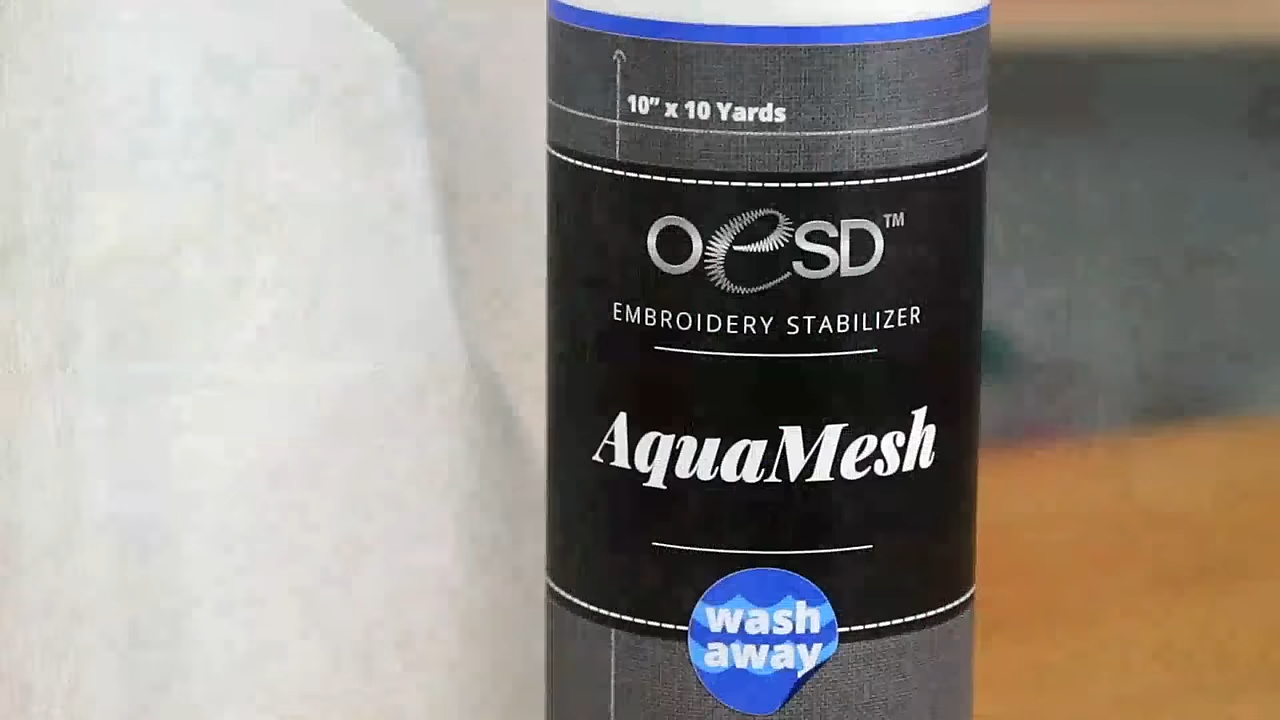 10" x 10 Yards
OeSD™
EMBROIDERY STABILIZER
AquaMesh
wash
away